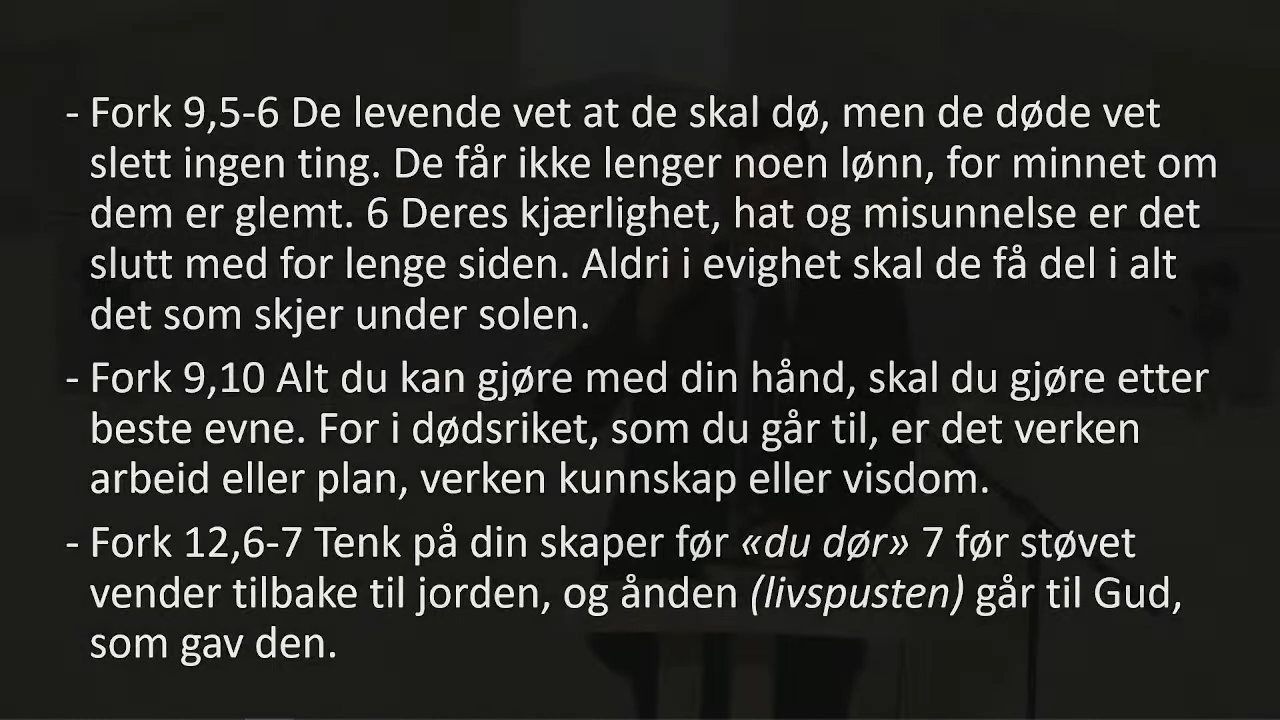 - Fork 9,5-6 De levende vet at de skal dø, men de døde vet
slett ingen ting. De får ikke lenger noen lønn, for minnet om
dem er glemt. 6 Deres kjærlighet, hat og misunnelse er det
slutt med for lenge siden. Aldri i evighet skal de få del i alt
det som skjer under solen.
- Fork 9,10 Alt du kan gjøre med din hånd, skal du gjøre etter
beste evne. For i dødsriket, som du går til, er det verken
arbeid eller plan, verken kunnskap eller visdom.
- Fork 12,6-7 Tenk på din skaper før «du dør» 7 før støvet
vender tilbake til jorden, og ånden (livspusten) går til Gud,
som gav den.